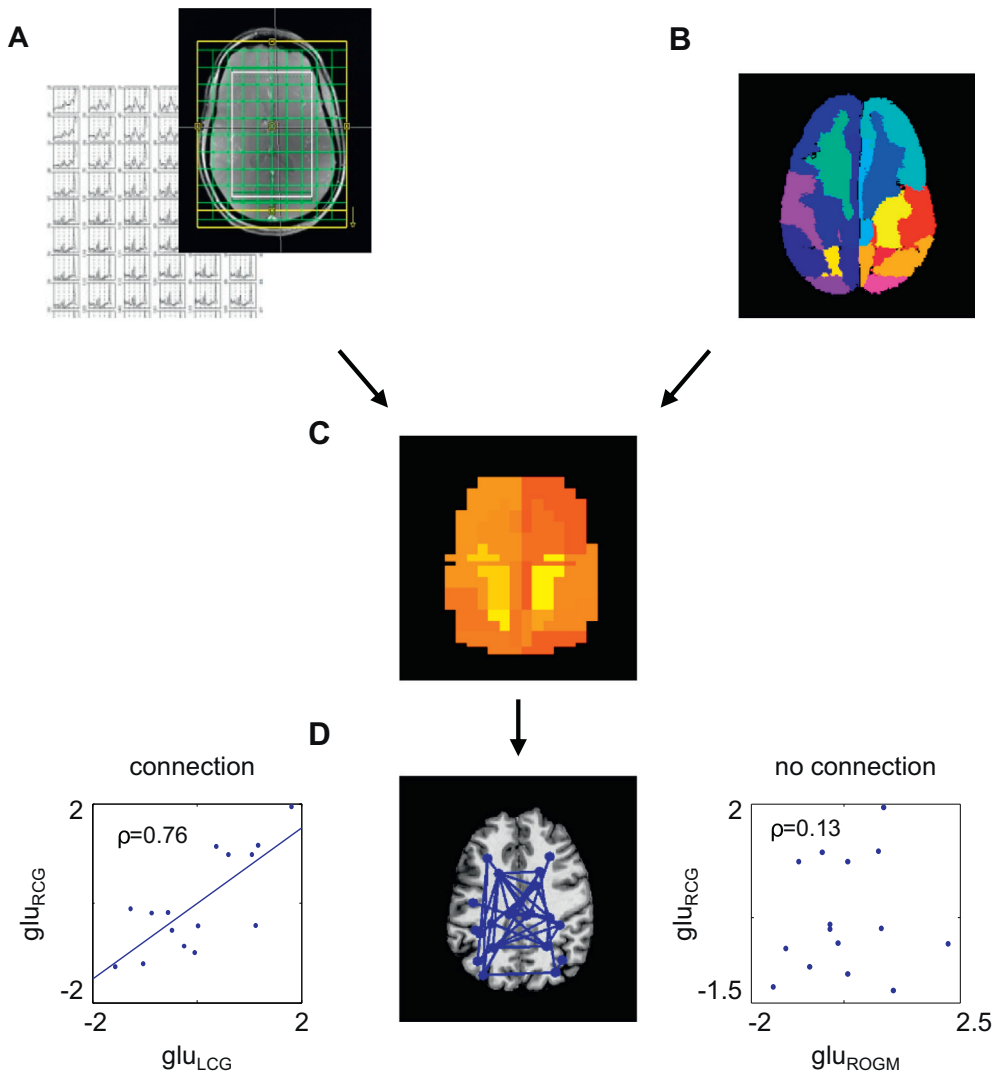 A
B
C
D
connection
2
ρ=0.76
glu_RCG
-2
-2
2
glu_LCG
no connection
2
ρ=0.13
glu_RCG
-1.5
-2
2.5
glu_ROGM